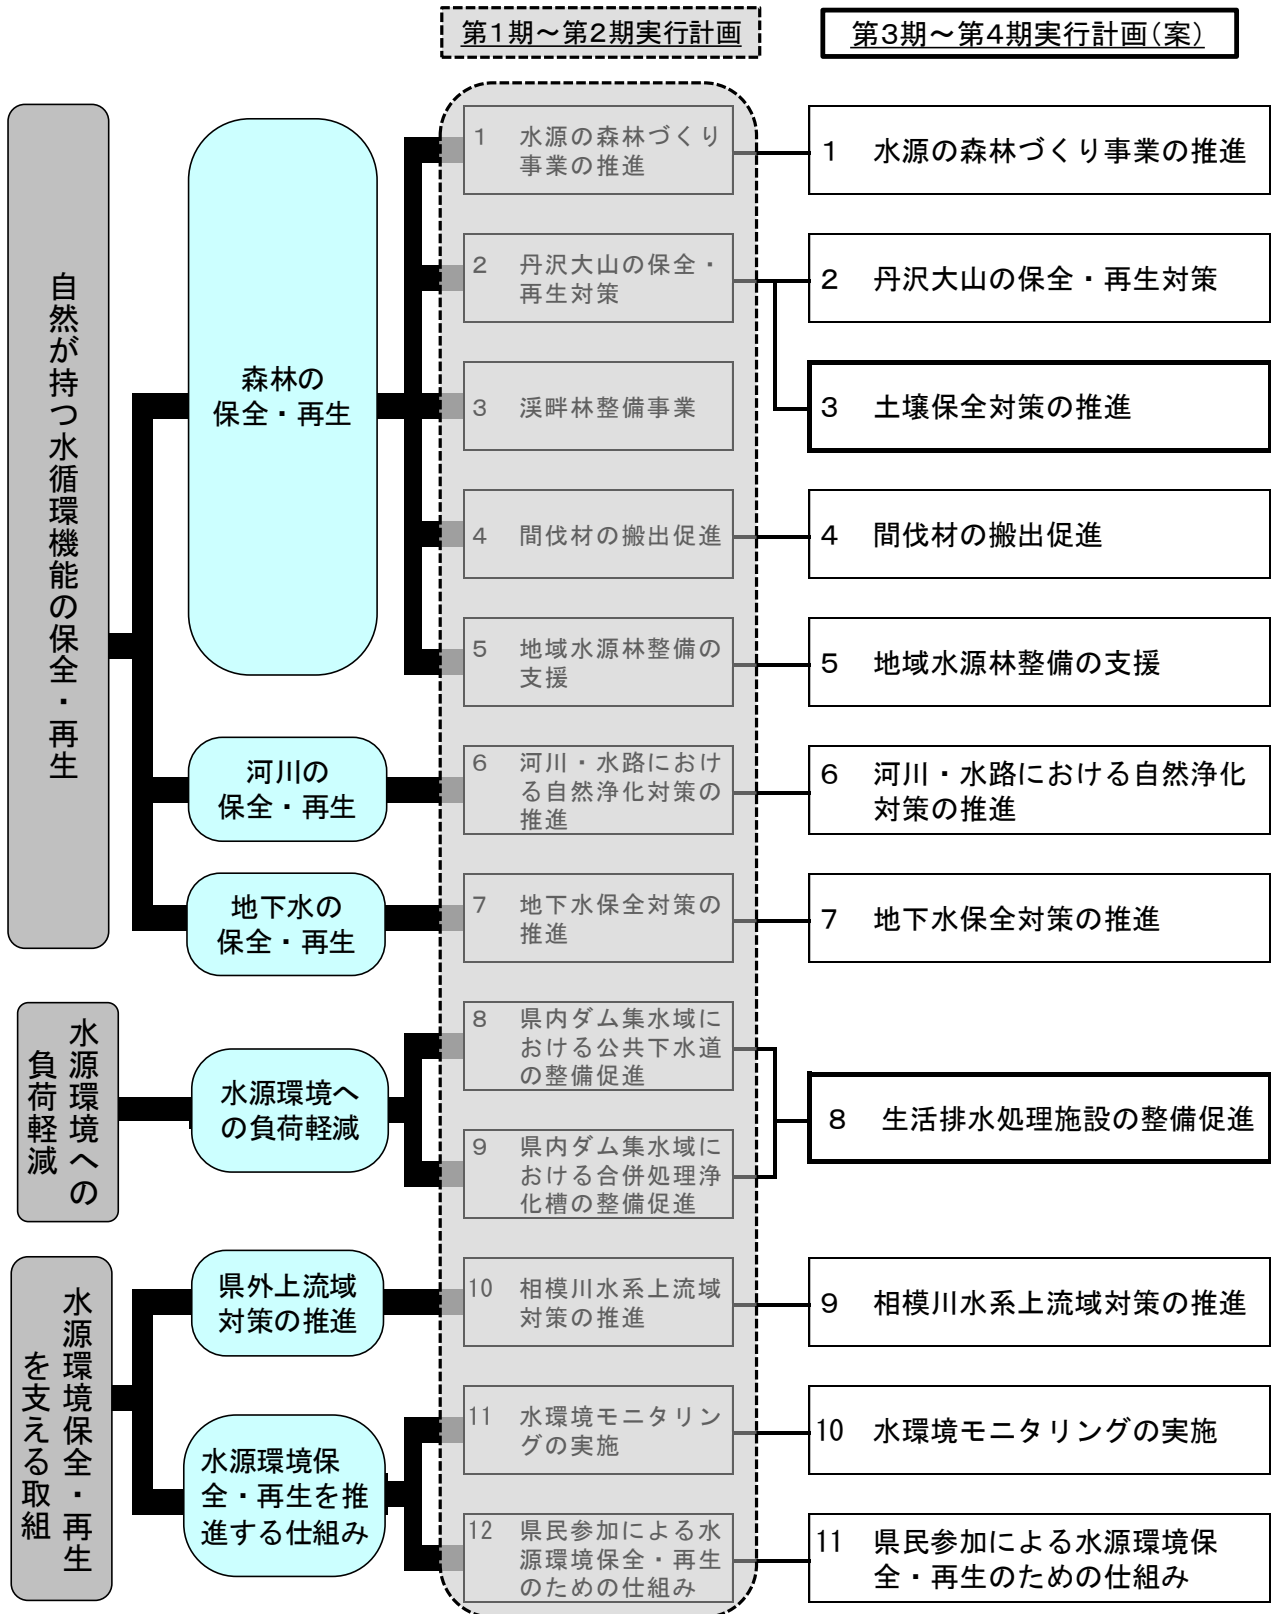 第1期～第2期実行計画
第3期～第4期実行計画(案)
自然が持つ水循環機能の保全・再生
森林の
保全・再生
1 水源の森林づくり
事業の推進
1 水源の森林づくり事業の推進
2 丹沢大山の保全・
再生対策
2 丹沢大山の保全・再生対策
3 渓畔林整備事業
3 土壌保全対策の推進
4 間伐材の搬出促進
4 間伐材の搬出促進
5 地域水源林整備の
支援
5 地域水源林整備の支援
河川の
保全・再生
6 河川・水路におけ
る自然浄化対策の
推進
6 河川・水路における自然浄化
対策の推進
地下水の
保全・再生
7 地下水保全対策の
推進
7 地下水保全対策の推進
水源環境への
負荷軽減
水源環境へ
の負荷軽減
8 県内ダム集水域に
おける公共下水道
の整備促進
9 県内ダム集水域に
おける合併処理浄
化槽の整備促進
8 生活排水処理施設の整備促進
水源環境保全・再生
を支える取組
県外上流域
対策の推進
10 相模川水系上流域
対策の推進
9 相模川水系上流域対策の推進
水源環境保
全・再生を推
進する仕組み
11 水環境モニタリン
グの実施
10 水環境モニタリングの実施
12 県民参加による水
源環境保全・再生
のための仕組み
11 県民参加による水源環境保
全・再生のための仕組み